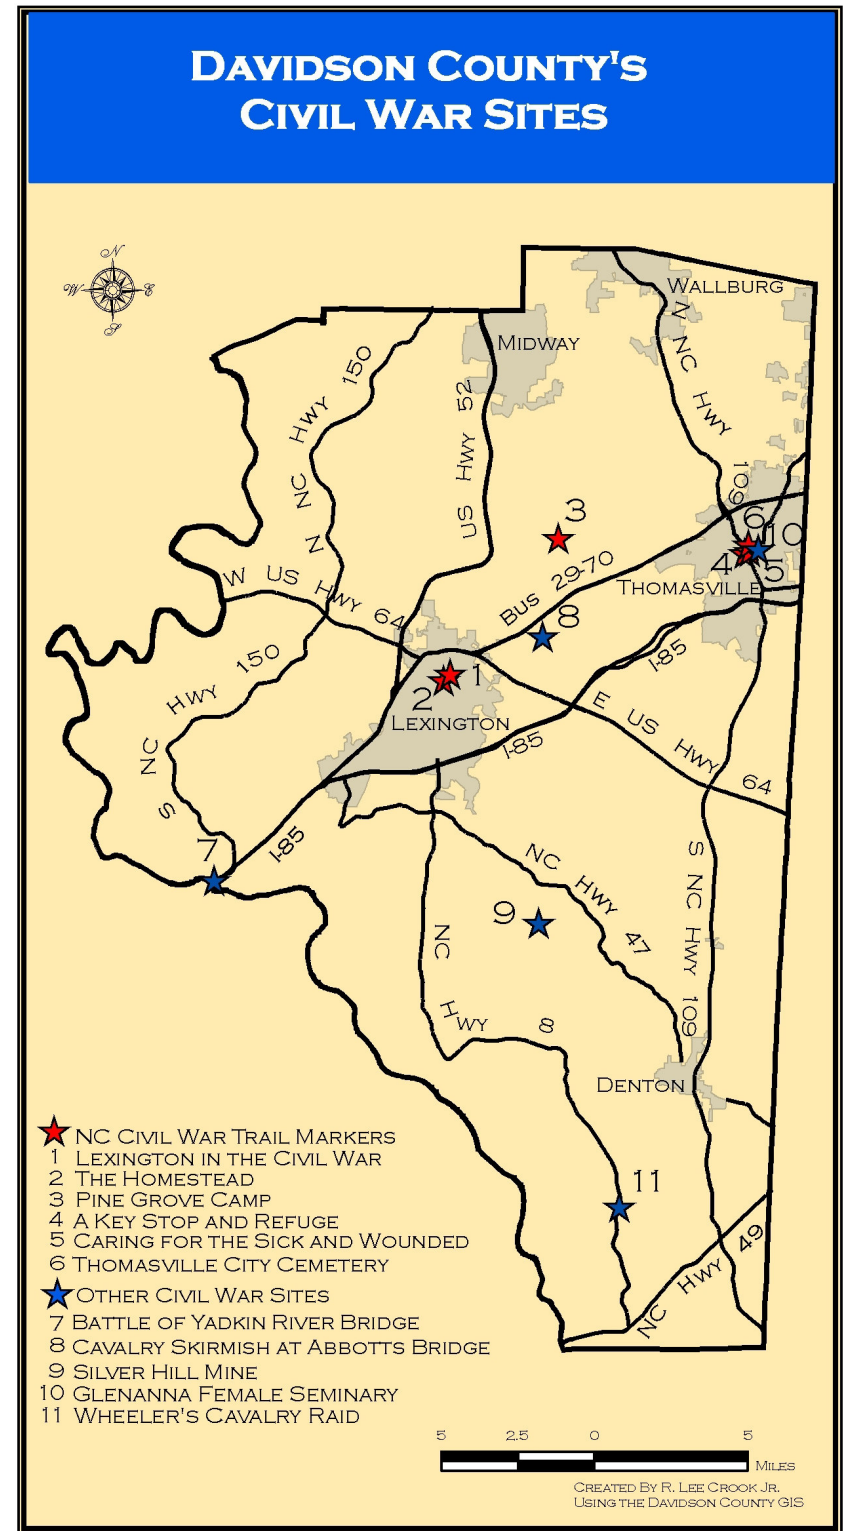 DAVIDSON COUNTY'S
CIVIL WAR SITES
N
W E
S
WALLBURG
MIDWAY
N NC HWY 109
N NC HWY 150
US HWY 52
3
6
10
4
5
THOMASVILLE
BUS 29-70
8
W US HWY 64
I-85
1
2
LEXINGTON
S NC HWY 150
I-85
E US HWY 64
7
I-85
NC HWY 47
9
S NC HWY 109
NC HWY 8
DENTON
11
NC HWY 49
NC CIVIL WAR TRAIL MARKERS
1 LEXINGTON IN THE CIVIL WAR
2 THE HOMESTEAD
3 PINE GROVE CAMP
4 A KEY STOP AND REFUGE
5 CARING FOR THE SICK AND WOUNDED
6 THOMASVILLE CITY CEMETERY
OTHER CIVIL WAR SITES
7 BATTLE OF YADKIN RIVER BRIDGE
8 CAVALRY SKIRMISH AT ABBOTTS BRIDGE
9 SILVER HILL MINE
10 GLENANNA FEMALE SEMINARY
11 WHEELER'S CAVALRY RAID
5 2.5 0 5
MILES
CREATED BY R. LEE CROOK JR.
USING THE DAVIDSON COUNTY GIS